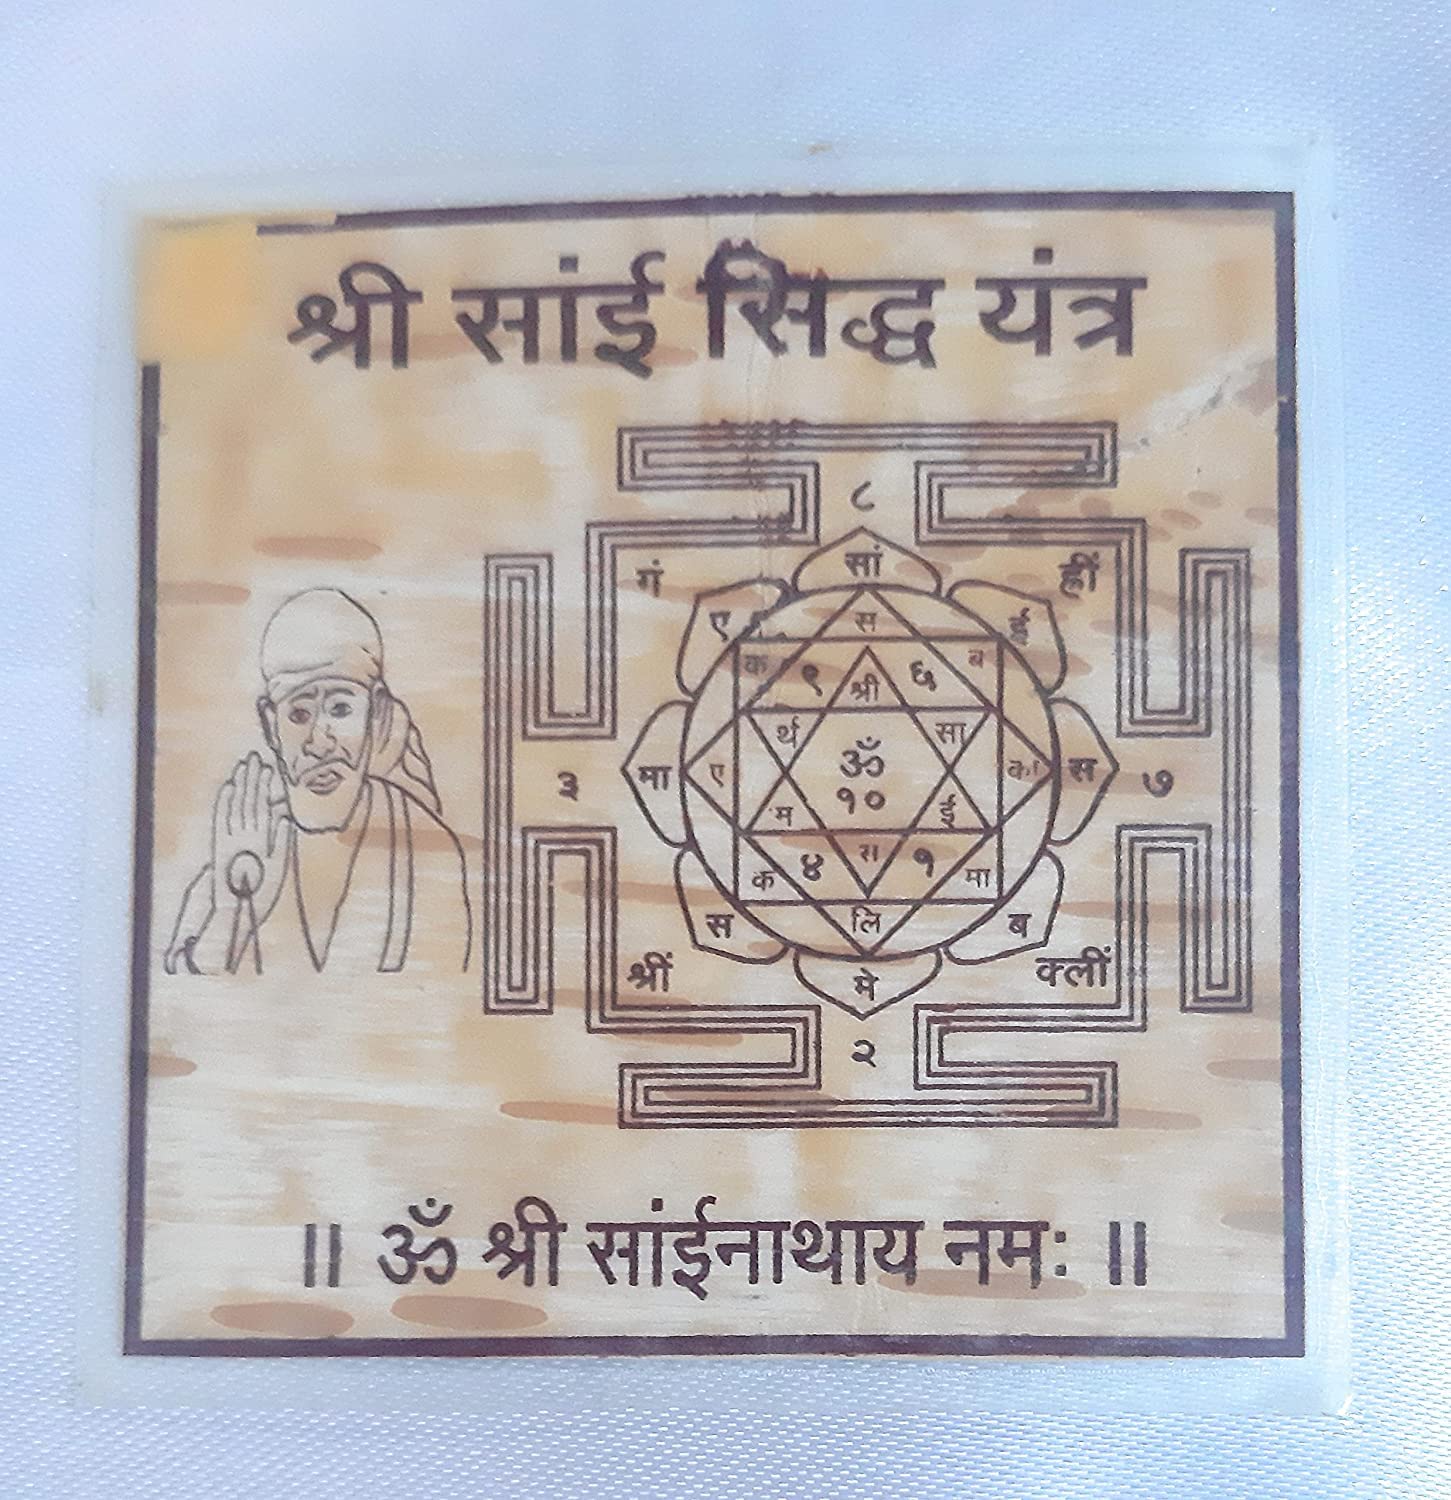 श्री सांई सिद्ध यंत्र
८
गं सां ह्रीं
ए ई
स
क ९ श्री ६ ब
र्थ सा
३ मा ए ॐ का स ७
१०
म ई
क ४ रा १ मा
स लि ब
श्रीं मे क्लीं
२
॥ ॐ श्री सांईनाथाय नमः ॥